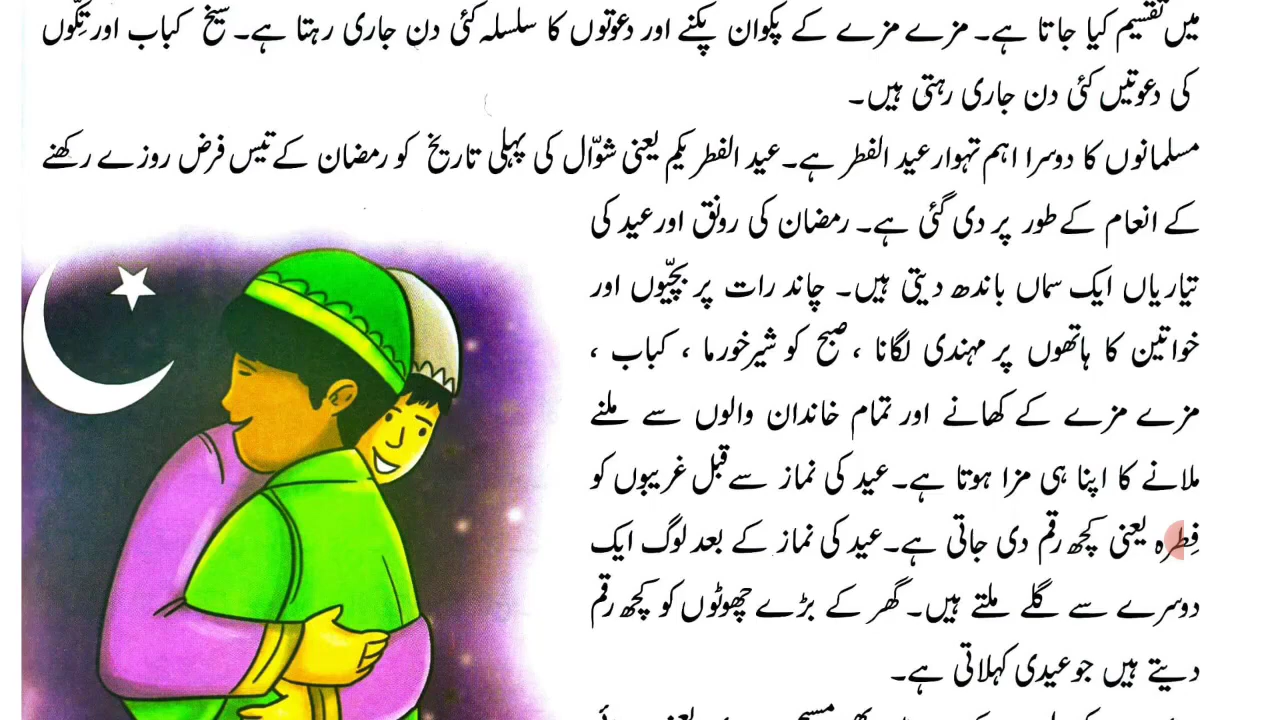 میں تقسیم کیا جاتا ہے۔ مزے مزے کے پکوان پکنے اور دعوتوں کا سلسلہ کئی دن جاری رہتا ہے۔ سیخ کباب اور تِکّوں
کی دعوتیں کئی دن جاری رہتی ہیں۔
مسلمانوں کا دوسرا اہم تہوار عید الفطر ہے۔ عید الفطر یکم یعنی شوّال کی پہلی تاریخ کو رمضان کے تیس فرض روزے رکھنے
کے انعام کے طور پر دی گئی ہے۔ رمضان کی رونق اور عید کی
تیاریاں ایک سماں باندھ دیتی ہیں۔ چاند رات پر بچّیوں اور
خواتین کا ہاتھوں پر مہندی لگانا ، صبح کو شیر خورما ، کباب ،
مزے مزے کے کھانے اور تمام خاندان والوں سے ملنے
ملانے کا اپنا ہی مزا ہوتا ہے۔ عید کی نماز سے قبل غریبوں کو
فِطرہ یعنی کچھ رقم دی جاتی ہے۔ عید کی نماز کے بعد لوگ ایک
دوسرے سے گلے ملتے ہیں۔ گھر کے بڑے چھوٹوں کو کچھ رقم
دیتے ہیں جو عیدی کہلاتی ہے۔